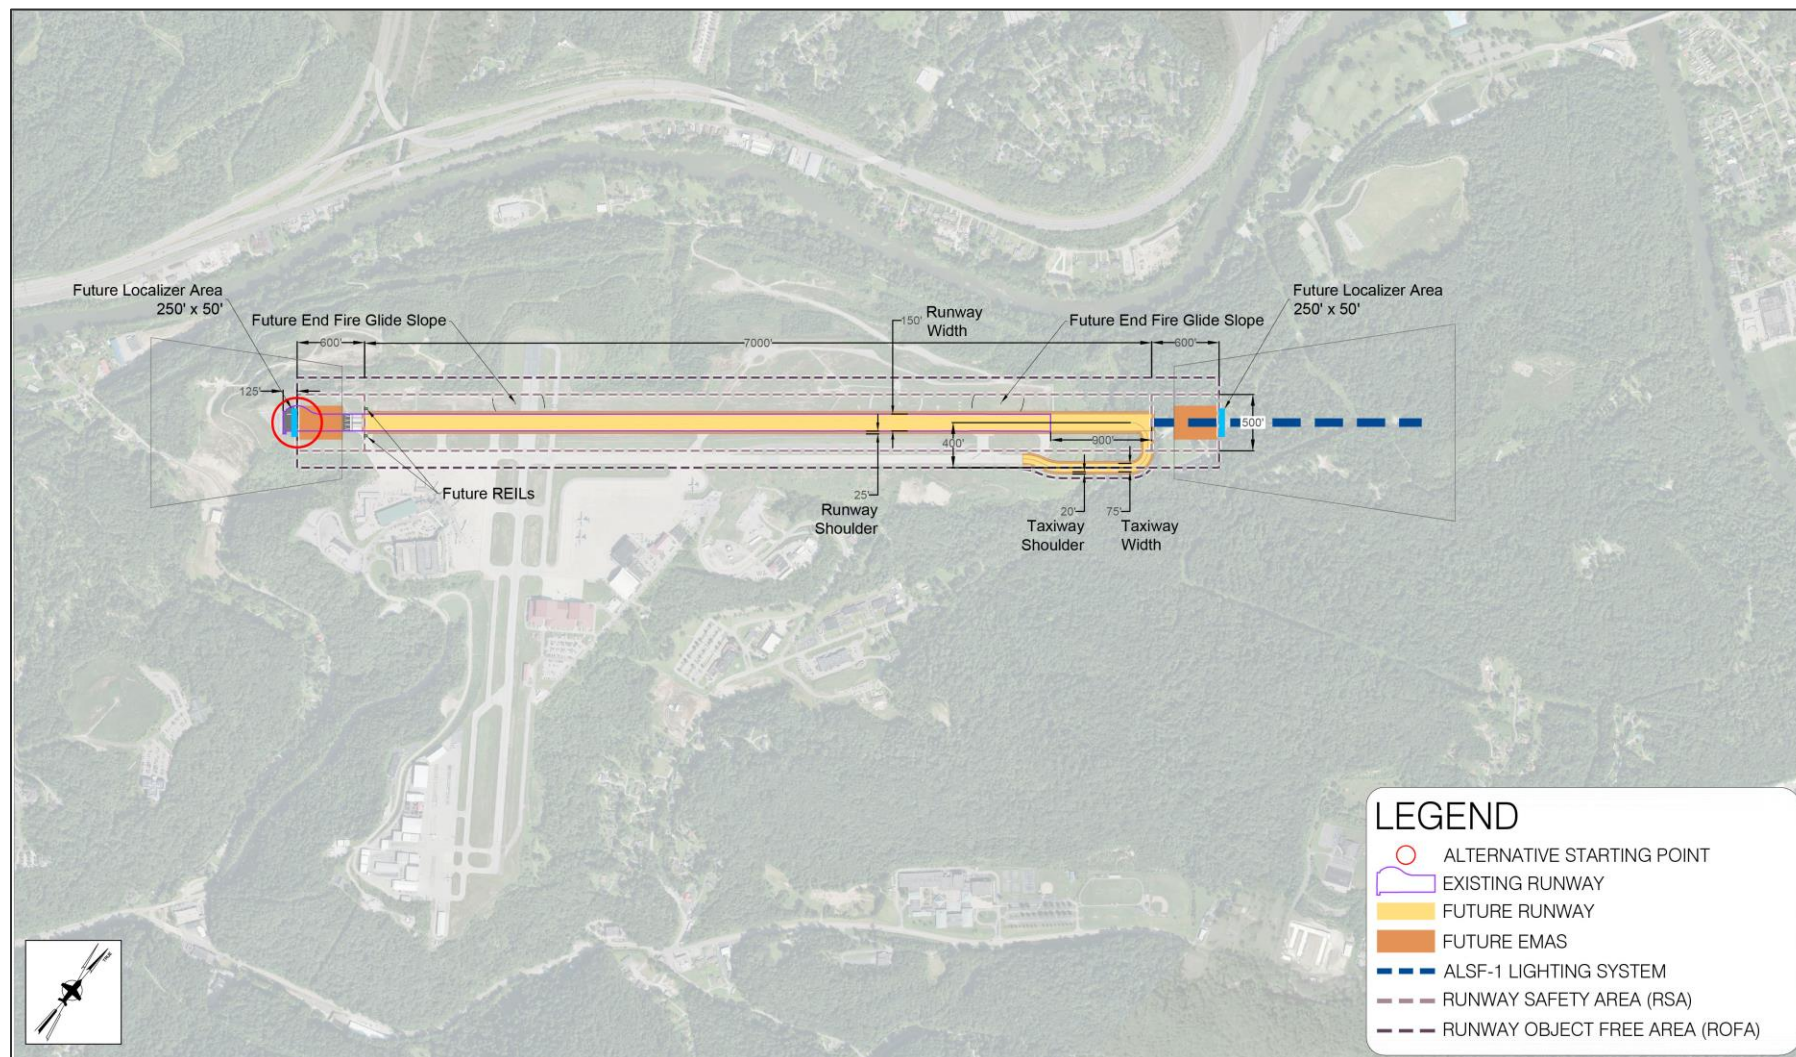 Future Localizer Area
250' x 50'
Future End Fire Glide Slope
150'
Runway
Width
Future End Fire Glide Slope
Future Localizer Area
250' x 50'
600'
7000'
600'
125'
500'
400'
900'
Future REILs
25'
Runway
Shoulder
20'
Taxiway
Shoulder
75'
Taxiway
Width
LEGEND
ALTERNATIVE STARTING POINT
EXISTING RUNWAY
FUTURE RUNWAY
FUTURE EMAS
ALSF-1 LIGHTING SYSTEM
RUNWAY SAFETY AREA (RSA)
RUNWAY OBJECT FREE AREA (ROFA)